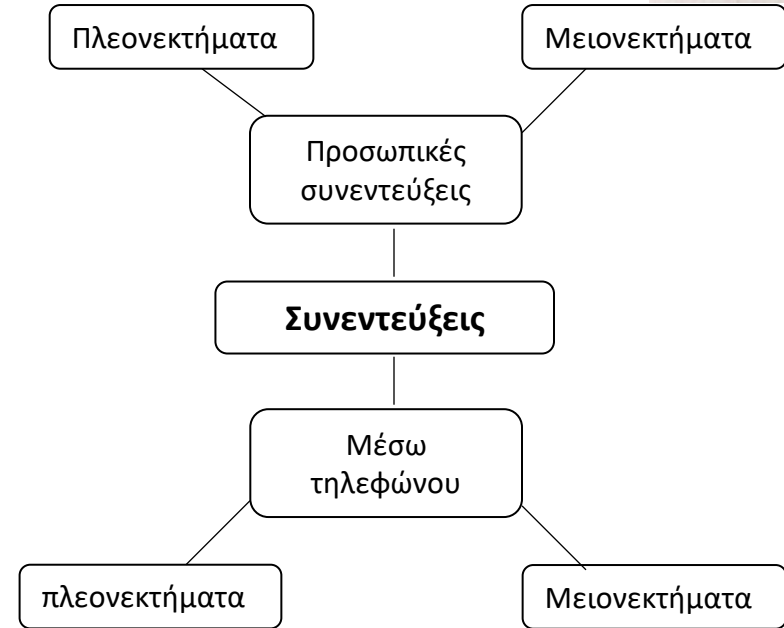 Πλεονεκτήματα
Μειονεκτήματα
Προσωπικές
συνεντεύξεις
Συνεντεύξεις
Μέσω
τηλεφώνου
πλεονεκτήματα
Μειονεκτήματα